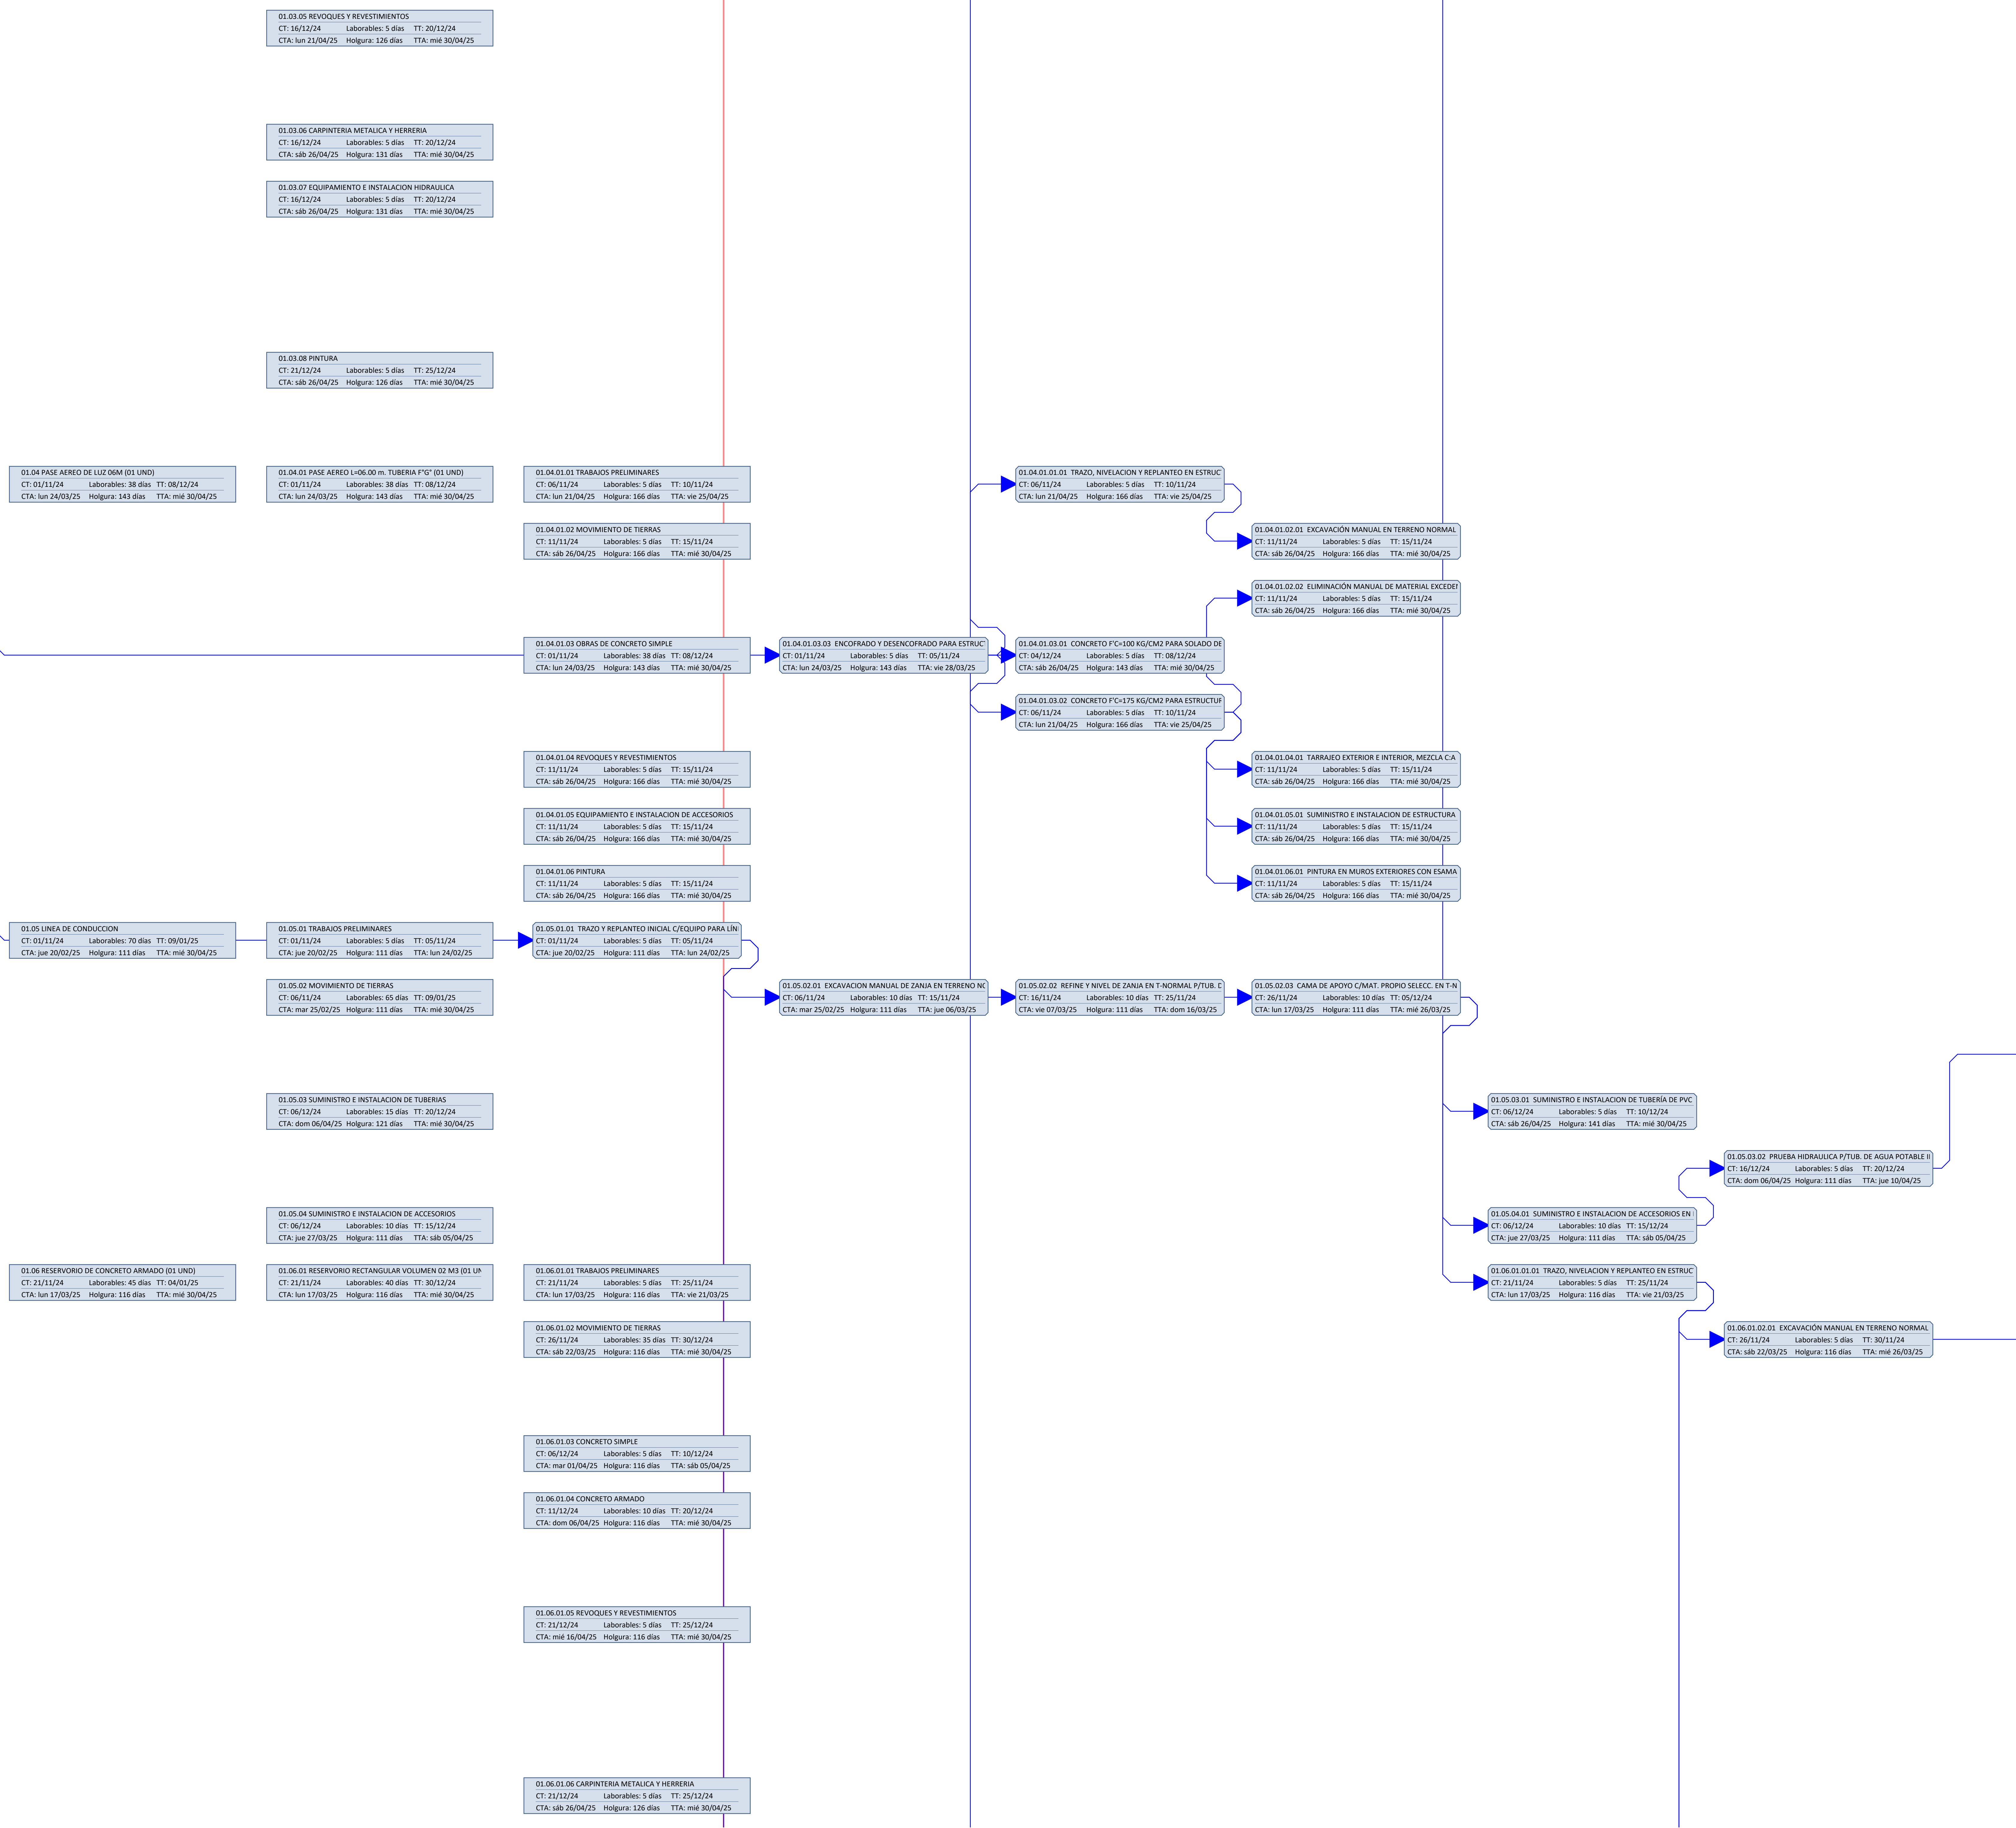 01.03.05 REVOQUES Y REVESTIMIENTOS
CT: 16/12/24 Laborables: 5 días TT: 20/12/24
CTA: lun 21/04/25 Holgura: 126 días TTA: mié 30/04/25
01.03.06 CARPINTERIA METALICA Y HERRERIA
CT: 16/12/24 Laborables: 5 días TT: 20/12/24
CTA: sáb 26/04/25 Holgura: 131 días TTA: mié 30/04/25
01.03.07 EQUIPAMIENTO E INSTALACION HIDRAULICA
CT: 16/12/24 Laborables: 5 días TT: 20/12/24
CTA: sáb 26/04/25 Holgura: 131 días TTA: mié 30/04/25
01.03.08 PINTURA
CT: 21/12/24 Laborables: 5 días TT: 25/12/24
CTA: sáb 26/04/25 Holgura: 126 días TTA: mié 30/04/25
01.04 PASE AEREO DE LUZ 06M (01 UND)
CT: 01/11/24 Laborables: 38 días TT: 08/12/24
CTA: lun 24/03/25 Holgura: 143 días TTA: mié 30/04/25
01.04.01 PASE AEREO L=06.00 m. TUBERIA F"G" (01 UND)
CT: 01/11/24 Laborables: 38 días TT: 08/12/24
CTA: lun 24/03/25 Holgura: 143 días TTA: mié 30/04/25
01.04.01.01 TRABAJOS PRELIMINARES
CT: 06/11/24 Laborables: 5 días TT: 10/11/24
CTA: lun 21/04/25 Holgura: 166 días TTA: vie 25/04/25
01.04.01.01.01 TRAZO, NIVELACION Y REPLANTEO EN ESTRUCT
CT: 06/11/24 Laborables: 5 días TT: 10/11/24
CTA: lun 21/04/25 Holgura: 166 días TTA: vie 25/04/25
01.04.01.02 MOVIMIENTO DE TIERRAS
CT: 11/11/24 Laborables: 5 días TT: 15/11/24
CTA: sáb 26/04/25 Holgura: 166 días TTA: mié 30/04/25
01.04.01.02.01 EXCAVACIÓN MANUAL EN TERRENO NORMAL
CT: 11/11/24 Laborables: 5 días TT: 15/11/24
CTA: sáb 26/04/25 Holgura: 166 días TTA: mié 30/04/25
01.04.01.02.02 ELIMINACIÓN MANUAL DE MATERIAL EXCEDEN
CT: 11/11/24 Laborables: 5 días TT: 15/11/24
CTA: sáb 26/04/25 Holgura: 166 días TTA: mié 30/04/25
01.04.01.03 OBRAS DE CONCRETO SIMPLE
CT: 01/11/24 Laborables: 38 días TT: 08/12/24
CTA: lun 24/03/25 Holgura: 143 días TTA: mié 30/04/25
01.04.01.03.03 ENCOFRADO Y DESENCOFRADO PARA ESTRUCT
CT: 01/11/24 Laborables: 5 días TT: 05/11/24
CTA: lun 24/03/25 Holgura: 143 días TTA: vie 28/03/25
01.04.01.03.01 CONCRETO F'C=100 KG/CM2 PARA SOLADO DE
CT: 04/12/24 Laborables: 5 días TT: 08/12/24
CTA: sáb 26/04/25 Holgura: 143 días TTA: mié 30/04/25
01.04.01.03.02 CONCRETO F'C=175 KG/CM2 PARA ESTRUCTUR
CT: 06/11/24 Laborables: 5 días TT: 10/11/24
CTA: lun 21/04/25 Holgura: 166 días TTA: vie 25/04/25
01.04.01.04 REVOQUES Y REVESTIMIENTOS
CT: 11/11/24 Laborables: 5 días TT: 15/11/24
CTA: sáb 26/04/25 Holgura: 166 días TTA: mié 30/04/25
01.04.01.04.01 TARRAJEO EXTERIOR E INTERIOR, MEZCLA C:A
CT: 11/11/24 Laborables: 5 días TT: 15/11/24
CTA: sáb 26/04/25 Holgura: 166 días TTA: mié 30/04/25
01.04.01.05 EQUIPAMIENTO E INSTALACION DE ACCESORIOS
CT: 11/11/24 Laborables: 5 días TT: 15/11/24
CTA: sáb 26/04/25 Holgura: 166 días TTA: mié 30/04/25
01.04.01.05.01 SUMINISTRO E INSTALACION DE ESTRUCTURA
CT: 11/11/24 Laborables: 5 días TT: 15/11/24
CTA: sáb 26/04/25 Holgura: 166 días TTA: mié 30/04/25
01.04.01.06 PINTURA
CT: 11/11/24 Laborables: 5 días TT: 15/11/24
CTA: sáb 26/04/25 Holgura: 166 días TTA: mié 30/04/25
01.04.01.06.01 PINTURA EN MUROS EXTERIORES CON ESAMA
CT: 11/11/24 Laborables: 5 días TT: 15/11/24
CTA: sáb 26/04/25 Holgura: 166 días TTA: mié 30/04/25
01.05 LINEA DE CONDUCCION
CT: 01/11/24 Laborables: 70 días TT: 09/01/25
CTA: jue 20/02/25 Holgura: 111 días TTA: mié 30/04/25
01.05.01 TRABAJOS PRELIMINARES
CT: 01/11/24 Laborables: 5 días TT: 05/11/24
CTA: jue 20/02/25 Holgura: 111 días TTA: lun 24/02/25
01.05.01.01 TRAZO Y REPLANTEO INICIAL C/EQUIPO PARA LÍNE
CT: 01/11/24 Laborables: 5 días TT: 05/11/24
CTA: jue 20/02/25 Holgura: 111 días TTA: lun 24/02/25
01.05.02 MOVIMIENTO DE TIERRAS
CT: 06/11/24 Laborables: 65 días TT: 09/01/25
CTA: mar 25/02/25 Holgura: 111 días TTA: mié 30/04/25
01.05.02.01 EXCAVACION MANUAL DE ZANJA EN TERRENO NO
CT: 06/11/24 Laborables: 10 días TT: 15/11/24
CTA: mar 25/02/25 Holgura: 111 días TTA: jue 06/03/25
01.05.02.02 REFINE Y NIVEL DE ZANJA EN T-NORMAL P/TUB. D
CT: 16/11/24 Laborables: 10 días TT: 25/11/24
CTA: vie 07/03/25 Holgura: 111 días TTA: dom 16/03/25
01.05.02.03 CAMA DE APOYO C/MAT. PROPIO SELECC. EN T-N
CT: 26/11/24 Laborables: 10 días TT: 05/12/24
CTA: lun 17/03/25 Holgura: 111 días TTA: mié 26/03/25
01.05.03 SUMINISTRO E INSTALACION DE TUBERIAS
CT: 06/12/24 Laborables: 15 días TT: 20/12/24
CTA: dom 06/04/25 Holgura: 121 días TTA: mié 30/04/25
01.05.03.01 SUMINISTRO E INSTALACION DE TUBERÍA DE PVC
CT: 06/12/24 Laborables: 5 días TT: 10/12/24
CTA: sáb 26/04/25 Holgura: 141 días TTA: mié 30/04/25
01.05.03.02 PRUEBA HIDRAULICA P/TUB. DE AGUA POTABLE I
CT: 16/12/24 Laborables: 5 días TT: 20/12/24
CTA: dom 06/04/25 Holgura: 111 días TTA: jue 10/04/25
01.05.04 SUMINISTRO E INSTALACION DE ACCESORIOS
CT: 06/12/24 Laborables: 10 días TT: 15/12/24
CTA: jue 27/03/25 Holgura: 111 días TTA: sáb 05/04/25
01.05.04.01 SUMINISTRO E INSTALACION DE ACCESORIOS EN
CT: 06/12/24 Laborables: 10 días TT: 15/12/24
CTA: jue 27/03/25 Holgura: 111 días TTA: sáb 05/04/25
01.06 RESERVORIO DE CONCRETO ARMADO (01 UND)
CT: 21/11/24 Laborables: 45 días TT: 04/01/25
CTA: lun 17/03/25 Holgura: 116 días TTA: mié 30/04/25
01.06.01 RESERVORIO RECTANGULAR VOLUMEN 02 M3 (01 UN
CT: 21/11/24 Laborables: 40 días TT: 30/12/24
CTA: lun 17/03/25 Holgura: 116 días TTA: mié 30/04/25
01.06.01.01 TRABAJOS PRELIMINARES
CT: 21/11/24 Laborables: 5 días TT: 25/11/24
CTA: lun 17/03/25 Holgura: 116 días TTA: vie 21/03/25
01.06.01.01.01 TRAZO, NIVELACION Y REPLANTEO EN ESTRUCT
CT: 21/11/24 Laborables: 5 días TT: 25/11/24
CTA: lun 17/03/25 Holgura: 116 días TTA: vie 21/03/25
01.06.01.02 MOVIMIENTO DE TIERRAS
CT: 26/11/24 Laborables: 35 días TT: 30/12/24
CTA: sáb 22/03/25 Holgura: 116 días TTA: mié 30/04/25
01.06.01.02.01 EXCAVACIÓN MANUAL EN TERRENO NORMAL
CT: 26/11/24 Laborables: 5 días TT: 30/11/24
CTA: sáb 22/03/25 Holgura: 116 días TTA: mié 26/03/25
01.06.01.03 CONCRETO SIMPLE
CT: 06/12/24 Laborables: 5 días TT: 10/12/24
CTA: mar 01/04/25 Holgura: 116 días TTA: sáb 05/04/25
01.06.01.04 CONCRETO ARMADO
CT: 11/12/24 Laborables: 10 días TT: 20/12/24
CTA: dom 06/04/25 Holgura: 116 días TTA: mié 30/04/25
01.06.01.05 REVOQUES Y REVESTIMIENTOS
CT: 21/12/24 Laborables: 5 días TT: 25/12/24
CTA: mié 16/04/25 Holgura: 116 días TTA: mié 30/04/25
01.06.01.06 CARPINTERIA METALICA Y HERRERIA
CT: 21/12/24 Laborables: 5 días TT: 25/12/24
CTA: sáb 26/04/25 Holgura: 126 días TTA: mié 30/04/25